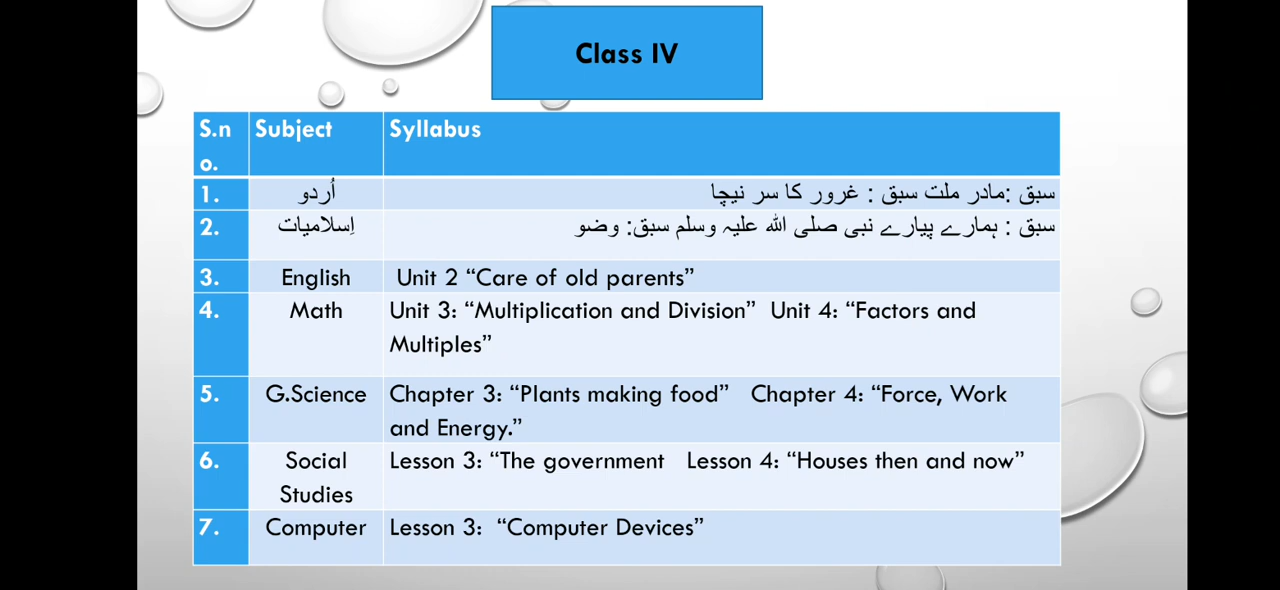 Class IV
S.n Subject Syllabus
o.
1. اُردو سبق :مادر ملت سبق : غرور کا سر نیچا
2. اِسلامیات سبق : ہمارے پیارے نبی صلی اللہ علیہ وسلم سبق: وضو
3. English Unit 2 “Care of old parents”
4. Math Unit 3: “Multiplication and Division” Unit 4: “Factors and
Multiples”
5. G.Science Chapter 3: “Plants making food” Chapter 4: “Force, Work
and Energy.”
6. Social Lesson 3: “The government Lesson 4: “Houses then and now”
Studies
7. Computer Lesson 3: “Computer Devices”